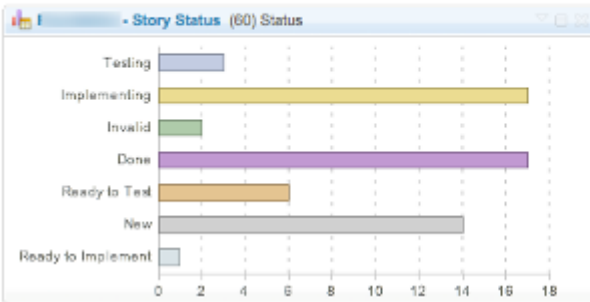 - Story Status (60) Status
Testing
Implementing
Invalid
Done
Ready to Test
New
Ready to Implement
0 2 4 6 8 10 12 14 16 18